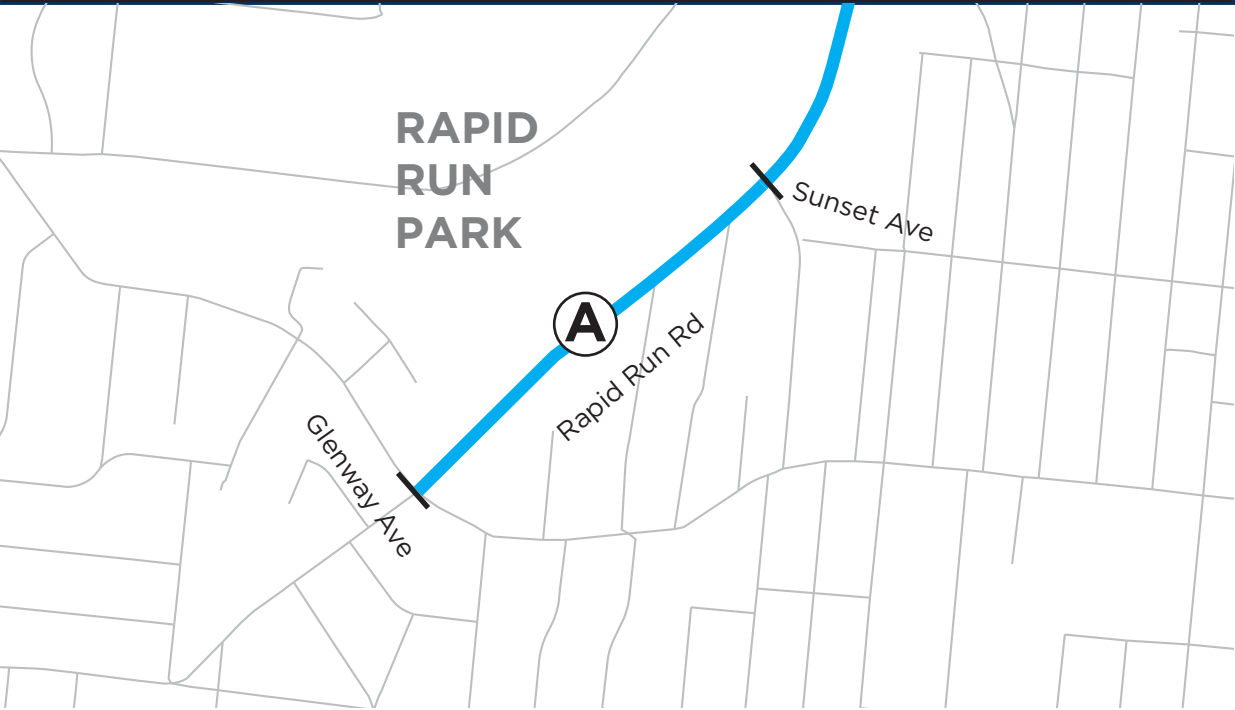 RAPID
RUN
PARK
Sunset Ave
A
Rapid Run Rd
Glenway Ave